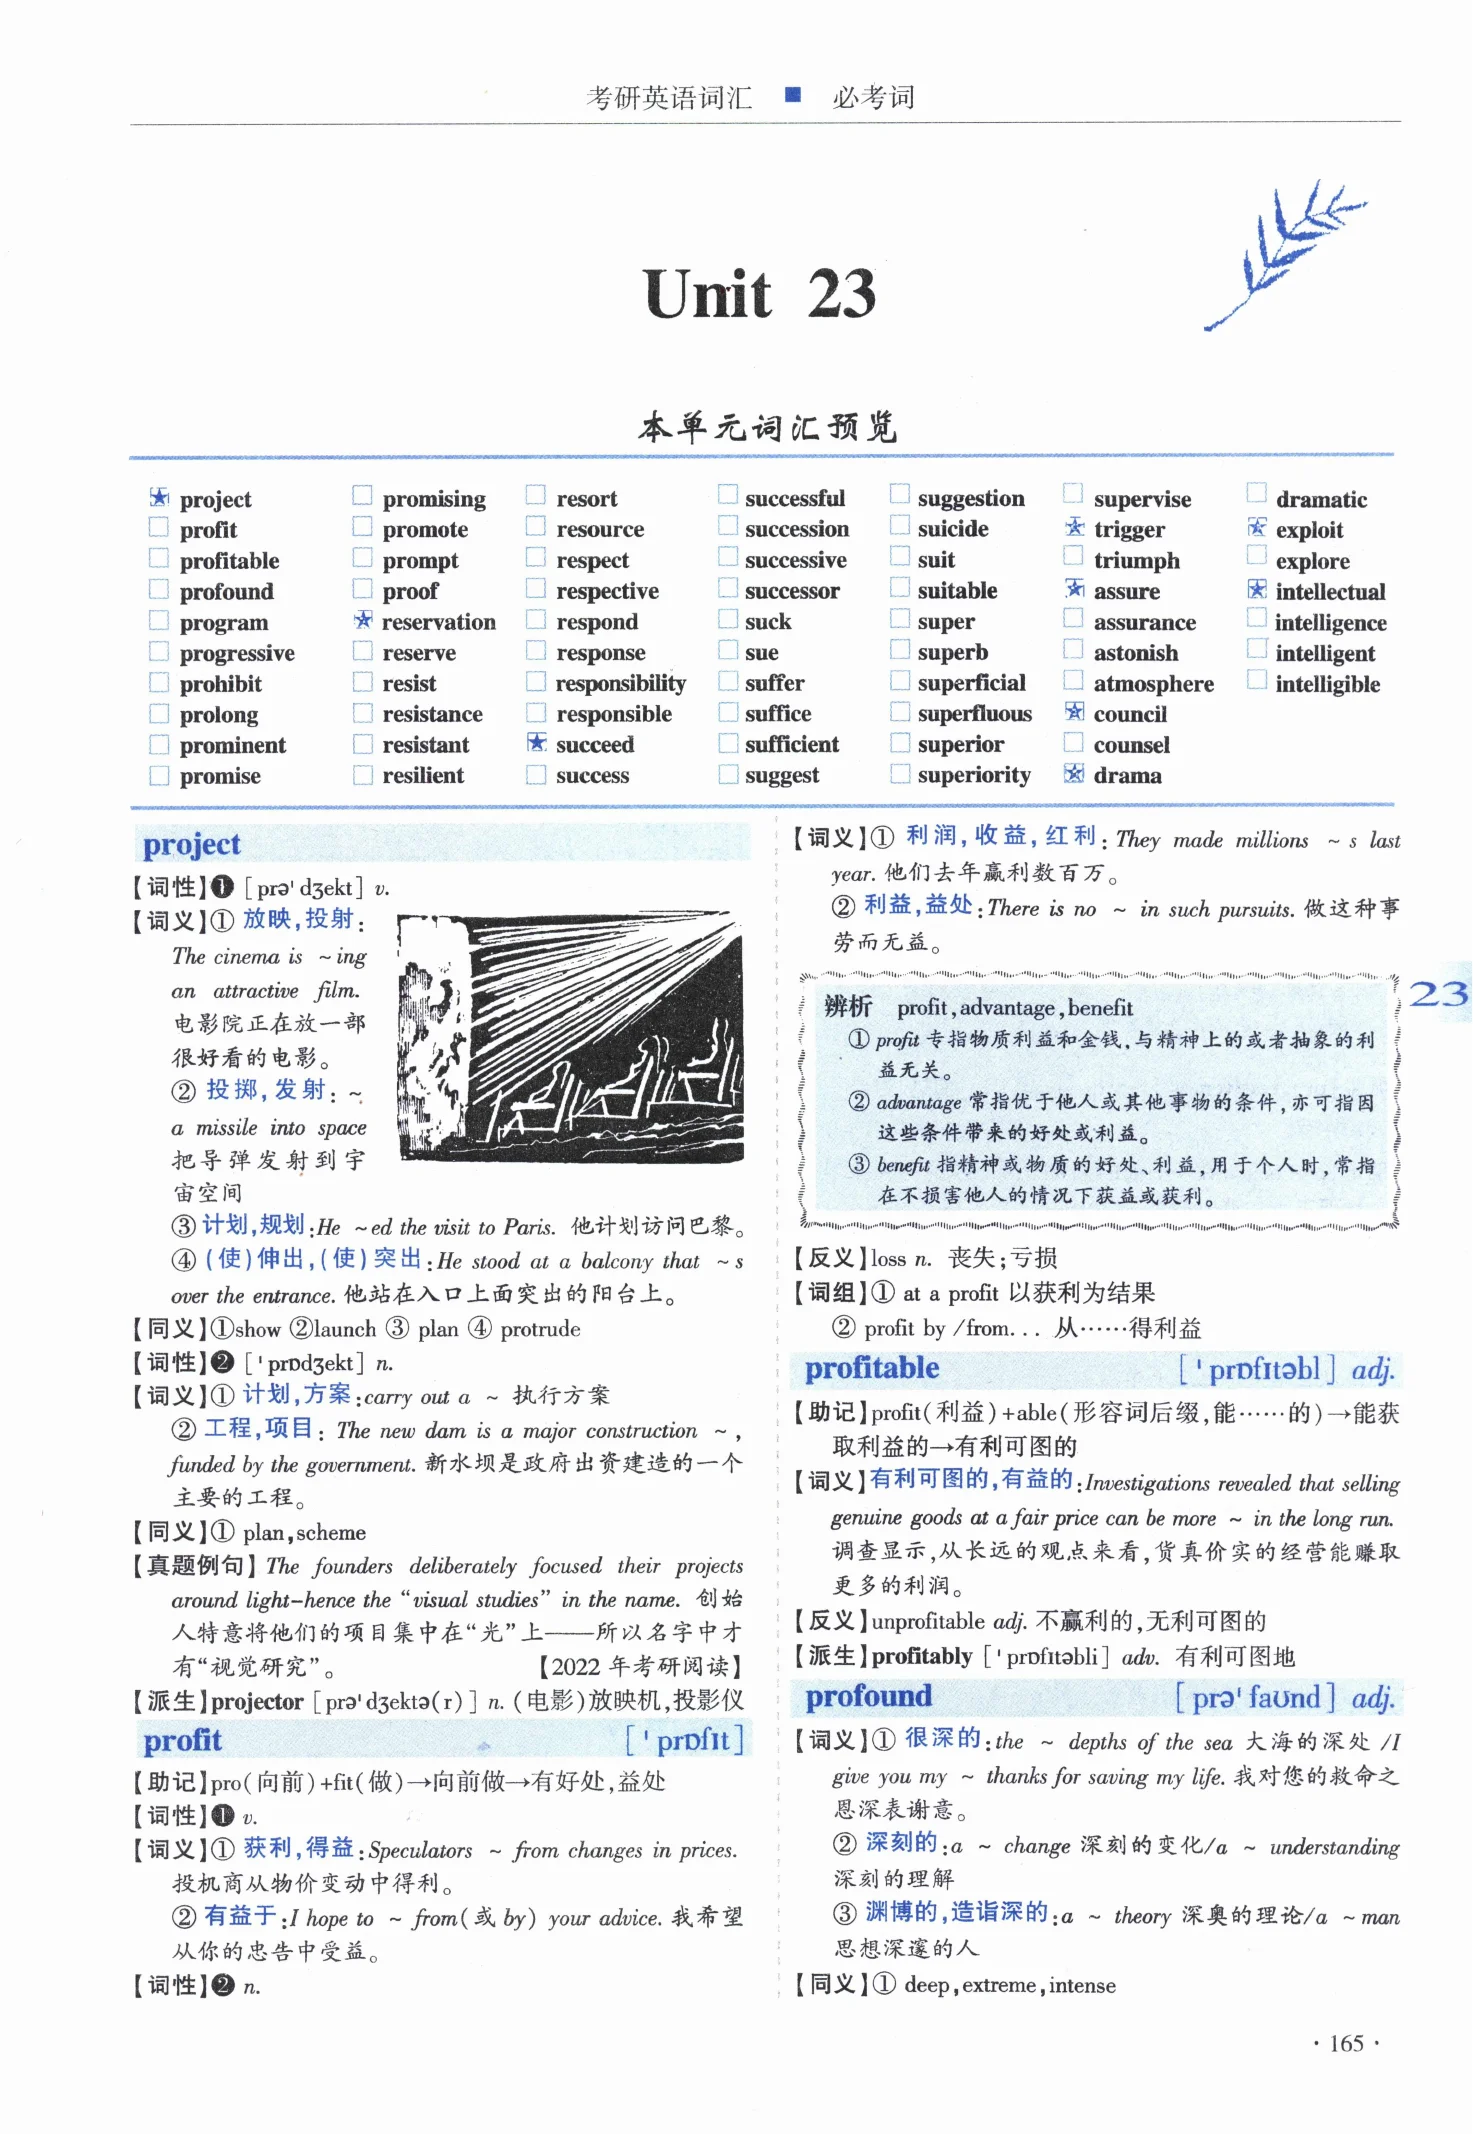 考研英语词汇 ■ 必考词
Unit 23
本单元词汇预览
project promising resort successful suggestion supervise dramatic
profit promote resource succession suicide trigger exploit
profitable prompt respect successive suit triumph explore
profound proof respective successor suitable assure intellectual
program reservation respond suck super assurance intelligence
progressive reserve response sue superb astonish intelligent
prohibit resist responsibility suffer superficial atmosphere intelligible
prolong resistance responsible suffice superfluous council
prominent resistant succeed sufficient superior counsel
promise resilient success suggest superiority drama
project
【词性】❶ [prə'dʒekt] v.
【词义】① 放映,投射:
The cinema is ~ing
an attractive film.
电影院正在放一部
很好看的电影。
② 投掷,发射: ~
a missile into space
把导弹发射到宇
宙空间
③ 计划,规划:He ~ed the visit to Paris. 他计划访问巴黎。
④ (使)伸出,(使)突出:He stood at a balcony that ~s
over the entrance. 他站在入口上面突出的阳台上。
【同义】①show ②launch ③ plan ④ protrude
【词性】❷ ['prɒdʒekt] n.
【词义】① 计划,方案:carry out a ~ 执行方案
② 工程,项目: The new dam is a major construction ~,
funded by the government. 新水坝是政府出资建造的一个
主要的工程。
【同义】① plan,scheme
【真题例句】The founders deliberately focused their projects
around light-hence the “visual studies” in the name. 创始
人特意将他们的项目集中在“光”上——所以名字中才
有“视觉研究”。 【2022 年考研阅读】
【派生】projector [prə'dʒektə(r)] n. (电影)放映机,投影仪
profit ['prɒfɪt]
【助记】pro(向前)+fit(做)→向前做→有好处,益处
【词性】❶ v.
【词义】① 获利,得益:Speculators ~ from changes in prices.
投机商从物价变动中得利。
② 有益于:I hope to ~ from(或 by) your advice. 我希望
从你的忠告中受益。
【词性】❷ n.
【词义】① 利润,收益,红利: They made millions ~s last
year. 他们去年赢利数百万。
② 利益,益处:There is no ~ in such pursuits. 做这种事
劳而无益。
辨析 profit,advantage,benefit
① profit 专指物质利益和金钱,与精神上的或者抽象的利
益无关。
② advantage 常指优于他人或其他事物的条件,亦可指因
这些条件带来的好处或利益。
③ benefit 指精神或物质的好处、利益,用于个人时,常指
在不损害他人的情况下获益或获利。
23
【反义】loss n. 丧失;亏损
【词组】① at a profit 以获利为结果
② profit by /from... 从……得利益
profitable ['prɒfɪtəbl] adj.
【助记】profit(利益)+able(形容词后缀,能……的)→能获
取利益的→有利可图的
【词义】有利可图的,有益的:Investigations revealed that selling
genuine goods at a fair price can be more ~ in the long run.
调查显示,从长远的观点来看,货真价实的经营能赚取
更多的利润。
【反义】unprofitable adj. 不赢利的,无利可图的
【派生】profitably ['prɒfɪtəbli] adv. 有利可图地
profound [prə'faʊnd] adj.
【词义】① 很深的:the ~ depths of the sea 大海的深处 /I
give you my ~ thanks for saving my life. 我对您的救命之
恩深表谢意。
② 深刻的:a ~ change 深刻的变化/a ~ understanding
深刻的理解
③ 渊博的,造诣深的:a ~ theory 深奥的理论/a ~man
思想深邃的人
【同义】① deep,extreme,intense
· 165 ·